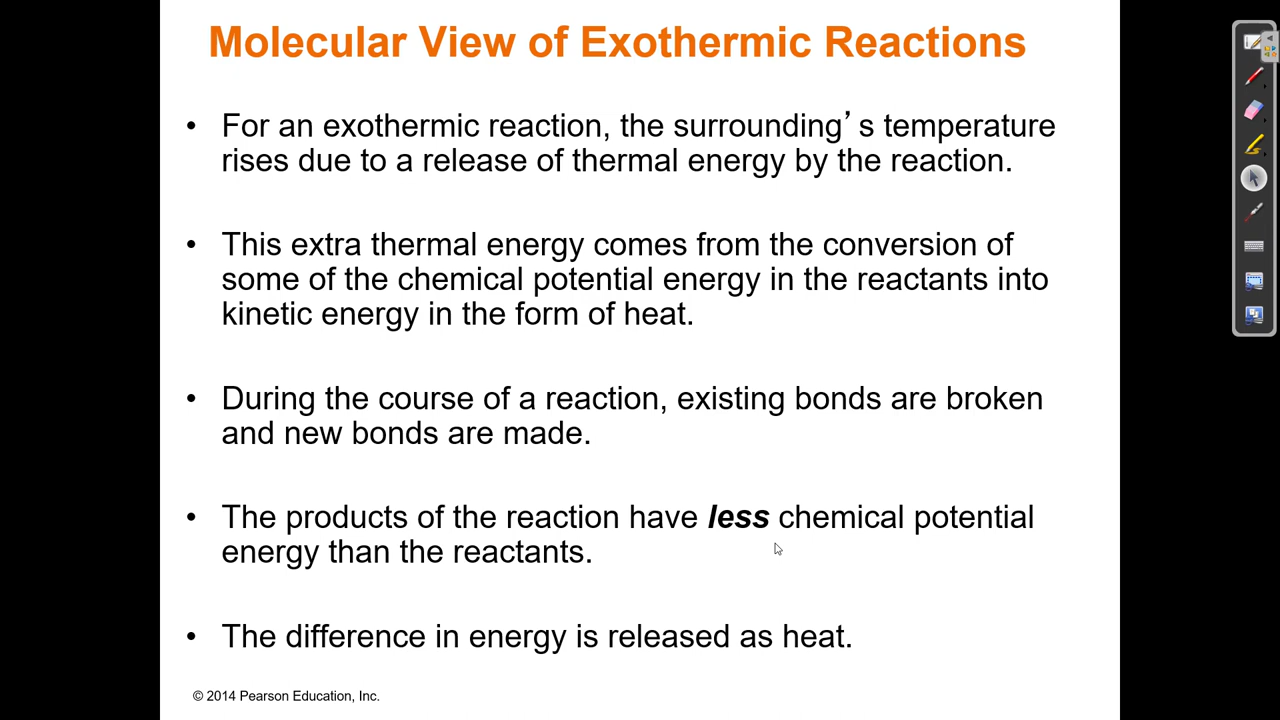 Molecular View of Exothermic Reactions
• For an exothermic reaction, the surrounding’ s temperature
rises due to a release of thermal energy by the reaction.
• This extra thermal energy comes from the conversion of
some of the chemical potential energy in the reactants into
kinetic energy in the form of heat.
• During the course of a reaction, existing bonds are broken
and new bonds are made.
• The products of the reaction have less chemical potential
energy than the reactants.
• The difference in energy is released as heat.
© 2014 Pearson Education, Inc.